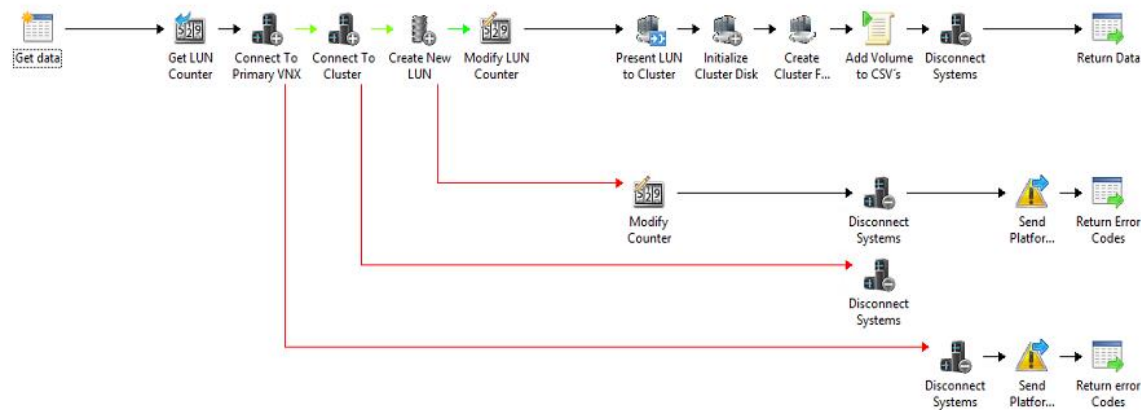 Get data
Get LUN
Counter
Connect To
Primary VNX
Connect To
Cluster
Create New
LUN
Modify LUN
Counter
Present LUN
to Cluster
Initialize
Cluster Disk
Create
Cluster F...
Add Volume
to CSV's
Disconnect
Systems
Return Data
Modify
Counter
Disconnect
Systems
Send
Platfor...
Return Error
Codes
Disconnect
Systems
Disconnect
Systems
Send
Platfor...
Return error
Codes